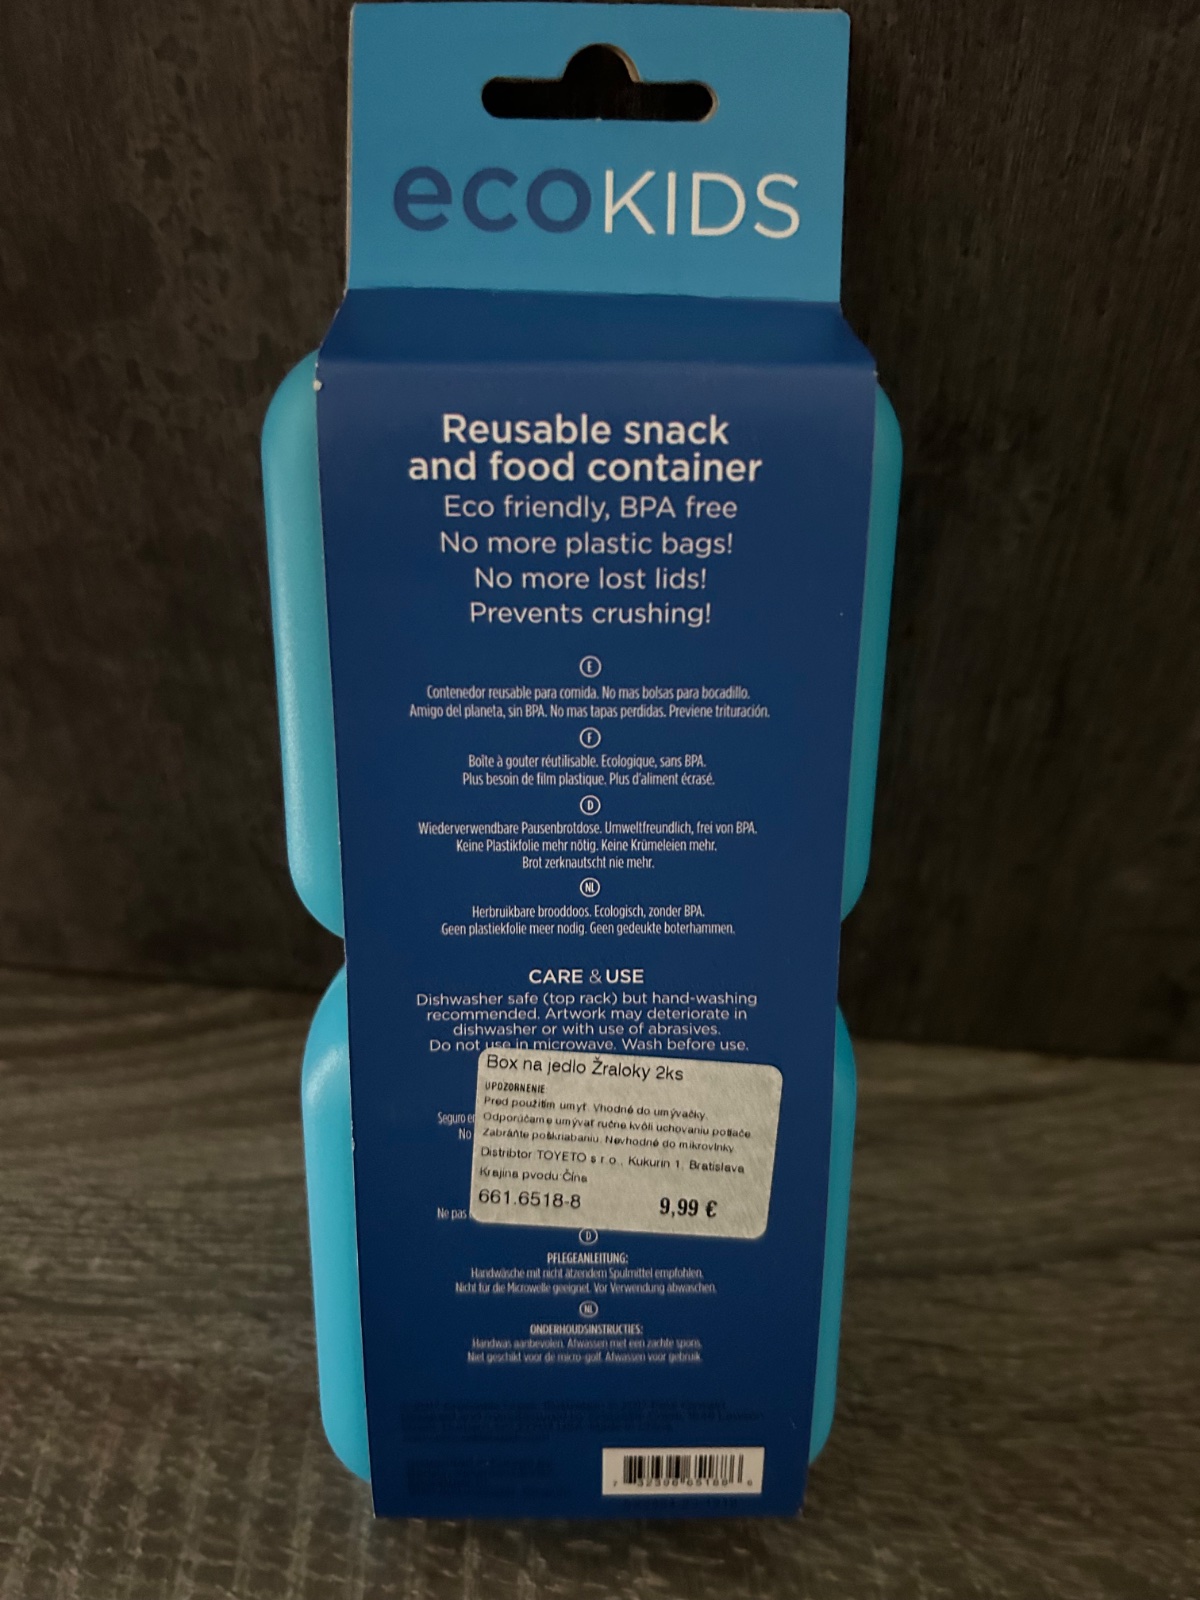 ecoKIDS
Reusable snack
and food container
Eco friendly, BPA free
No more plastic bags!
No more lost lids!
Prevents crushing!
E
Contenedor reusable para comida. No mas bolsas para bocadillo.
Amigo del planeta, sin BPA. No mas tapas perdidas. Previene trituración.
F
Boîte à gouter réutilisable. Ecologique, sans BPA.
Plus besoin de film plastique. Plus d'aliment écrasé.
D
Wiederverwendbare Pausenbrotdose. Umweltfreundlich, frei von BPA.
Keine Plastikfolie mehr nötig. Keine Krümeleien mehr.
Brot zerknautscht nie mehr.
NL
Herbruikbare brooddoos. Ecologisch, zonder BPA.
Geen plastiekfolie meer nodig. Geen gedeukte boterhammen.
CARE & USE
Dishwasher safe (top rack) but hand-washing
recommended. Artwork may deteriorate in
dishwasher or with use of abrasives.
Do not use in microwave. Wash before use.
Box na jedlo Žraloky 2ks
UPOZORNENIE
Pred použitím umyť. Vhodné do umývačky.
Seguro
Odporúčame umývať ručne kvôli uchovaniu potlače.
No
Zabráňte poškriabaniu. Nevhodné do mikrovlnky
Distribtor TOYETO s r o , Kukurin 1, Bratislava
Krajina pvodu Čína
661.6518-8 9,99 €
Ne pas
D
PFLEGEANLEITUNG:
Handwäsche mit nicht ätzendem Spulmittel empfohlen.
Nicht für die Microwelle geeignet. Vor Verwendung abwaschen.
NL
ONDERHOUDSINSTRUCTIES:
Handwas aanbevolen. Afwassen met een zachte spons.
Niet geschikt voor de micro-golf. Afwassen voor gebruik.